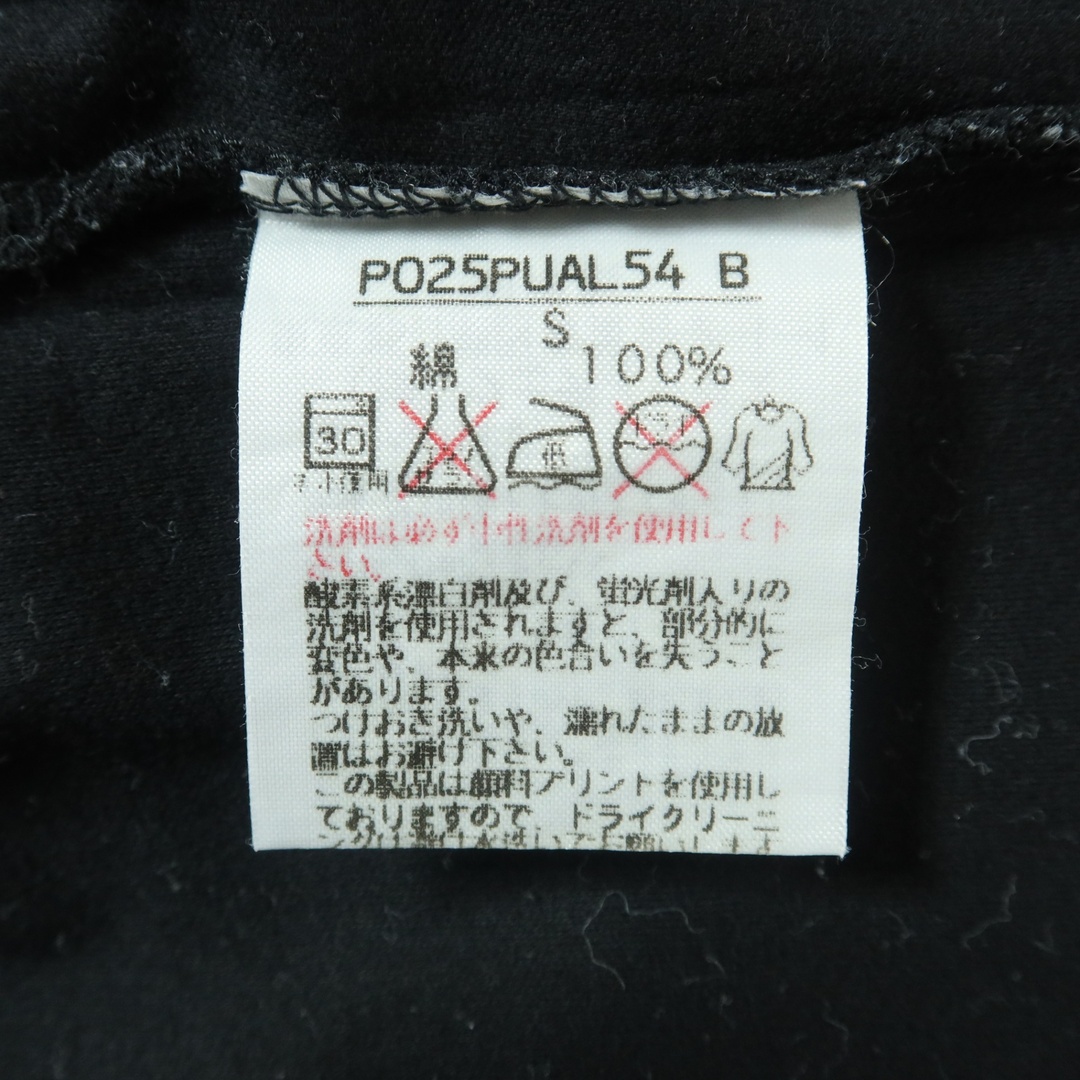 P025PUAL54 B
S
綿 100%
30 低
ネット使用
洗剤は必ず中性洗剤を使用して下
さい。
酸素系漂白剤及び、蛍光剤入りの
洗剤を使用されますと、部分的に
変色や、本来の色合いを失うこと
があります。
つけおき洗いや、濡れたままの放
置はお避け下さい。
この製品は顔料プリントを使用し
ておりますので、ドライクリーニ